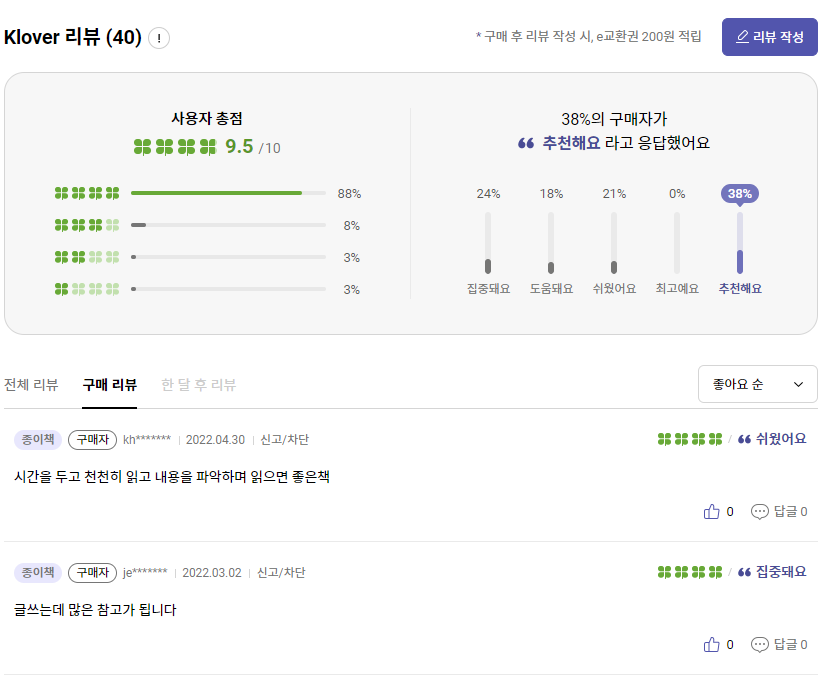 Klover 리뷰 (40) !
* 구매 후 리뷰 작성 시, e교환권 200원 적립
리뷰 작성
사용자 총점
9.5 /10
88%
8%
3%
3%
38%의 구매자가
추천해요 라고 응답했어요
24% 18% 21% 0% 38%
집중돼요 도움돼요 쉬웠어요 최고예요 추천해요
전체 리뷰 구매 리뷰 한 달 후 리뷰
좋아요 순
종이책 구매자 kh******* 2022.04.30 신고/차단
/ 쉬웠어요
시간을 두고 천천히 읽고 내용을 파악하며 읽으면 좋은책
0 답글 0
종이책 구매자 je******* 2022.03.02 신고/차단
/ 집중돼요
글쓰는데 많은 참고가 됩니다
0 답글 0